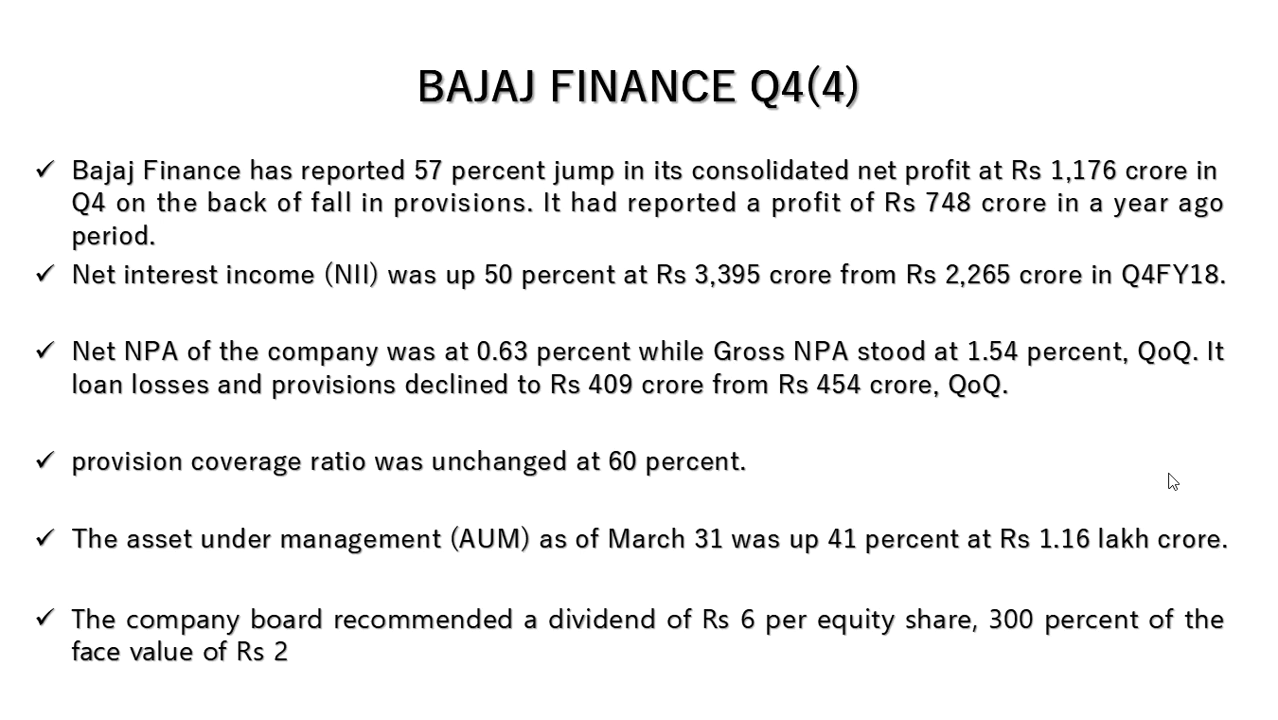 BAJAJ FINANCE Q4(4)
✓ Bajaj Finance has reported 57 percent jump in its consolidated net profit at Rs 1,176 crore in
Q4 on the back of fall in provisions. It had reported a profit of Rs 748 crore in a year ago
period.
✓ Net interest income (NII) was up 50 percent at Rs 3,395 crore from Rs 2,265 crore in Q4FY18.
✓ Net NPA of the company was at 0.63 percent while Gross NPA stood at 1.54 percent, QoQ. It
loan losses and provisions declined to Rs 409 crore from Rs 454 crore, QoQ.
✓ provision coverage ratio was unchanged at 60 percent.
✓ The asset under management (AUM) as of March 31 was up 41 percent at Rs 1.16 lakh crore.
✓ The company board recommended a dividend of Rs 6 per equity share, 300 percent of the
face value of Rs 2